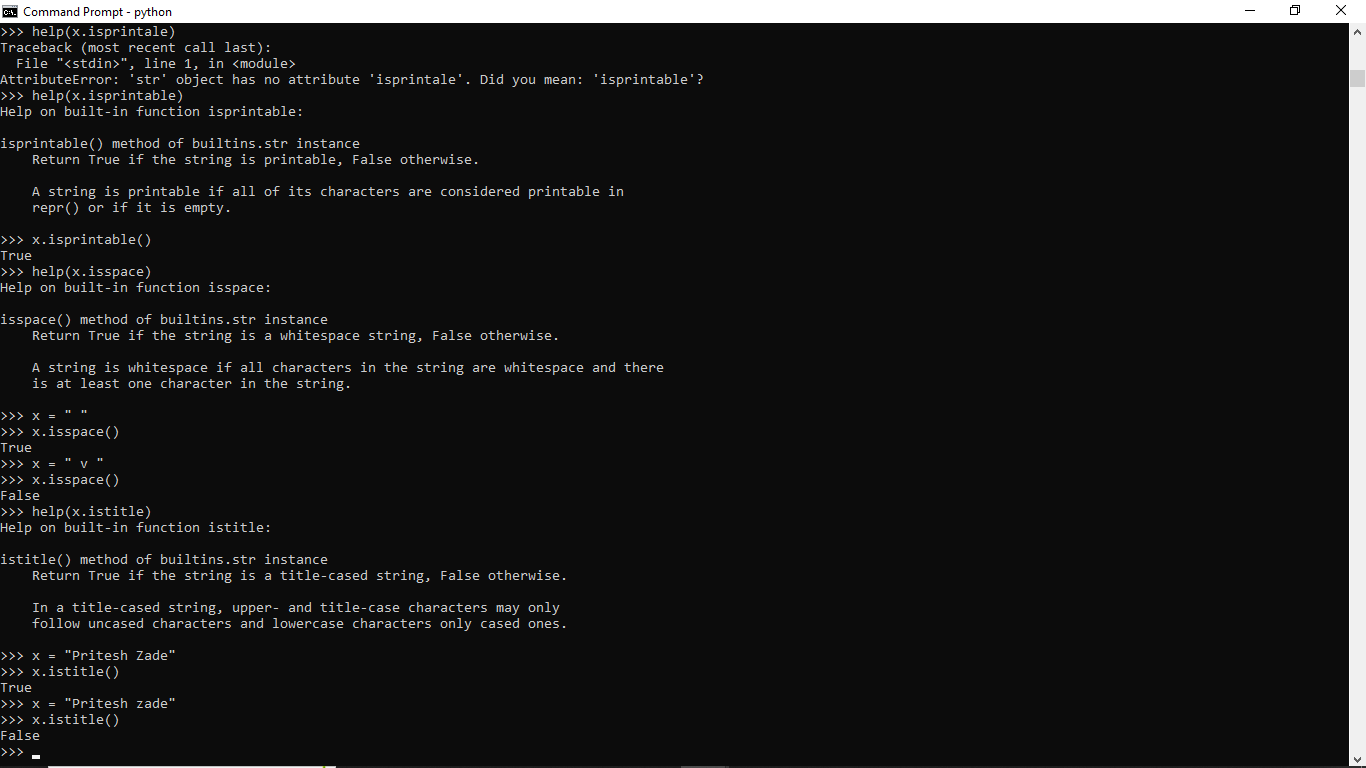 Command Prompt - python
>>> help(x.isprintale)
Traceback (most recent call last):
  File "<stdin>", line 1, in <module>
AttributeError: 'str' object has no attribute 'isprintale'. Did you mean: 'isprintable'?
>>> help(x.isprintable)
Help on built-in function isprintable:

isprintable() method of builtins.str instance
    Return True if the string is printable, False otherwise.

    A string is printable if all of its characters are considered printable in
    repr() or if it is empty.

>>> x.isprintable()
True
>>> help(x.isspace)
Help on built-in function isspace:

isspace() method of builtins.str instance
    Return True if the string is a whitespace string, False otherwise.

    A string is whitespace if all characters in the string are whitespace and there
    is at least one character in the string.

>>> x = " "
>>> x.isspace()
True
>>> x = " v "
>>> x.isspace()
False
>>> help(x.istitle)
Help on built-in function istitle:

istitle() method of builtins.str instance
    Return True if the string is a title-cased string, False otherwise.

    In a title-cased string, upper- and title-case characters may only
    follow uncased characters and lowercase characters only cased ones.

>>> x = "Pritesh Zade"
>>> x.istitle()
True
>>> x = "Pritesh zade"
>>> x.istitle()
False
>>>